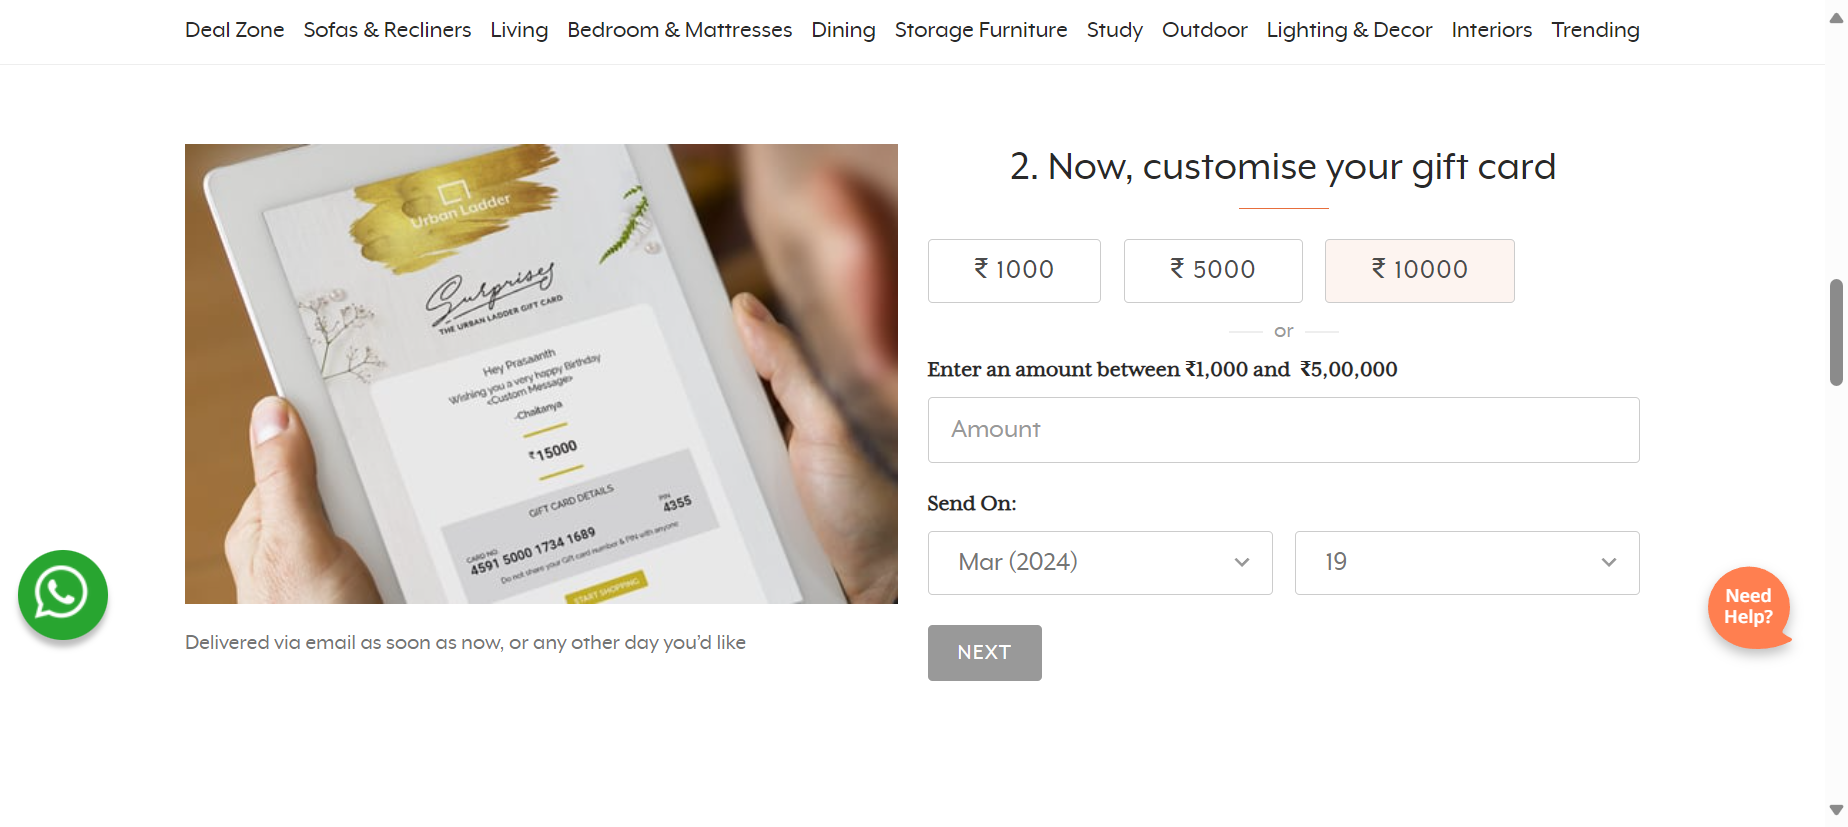 Deal Zone Sofas & Recliners Living Bedroom & Mattresses Dining Storage Furniture Study Outdoor Lighting & Decor Interiors Trending
Urban Ladder
Surprises
THE URBAN LADDER GIFT CARD
Hey Prasaanth
Wishing you a very happy Birthday
<Custom Message>
-Chaitanya
₹15000
GIFT CARD DETAILS
CARD NO.
4591 5000 1734 1689
PIN
4355
Do not share your Gift card number & PIN with anyone
START SHOPPING
Delivered via email as soon as now, or any other day you'd like
2. Now, customise your gift card
₹ 1000 ₹ 5000 ₹ 10000
or
Enter an amount between ₹1,000 and ₹5,00,000
Amount
Send On:
Mar (2024) 19
NEXT
Need
Help?